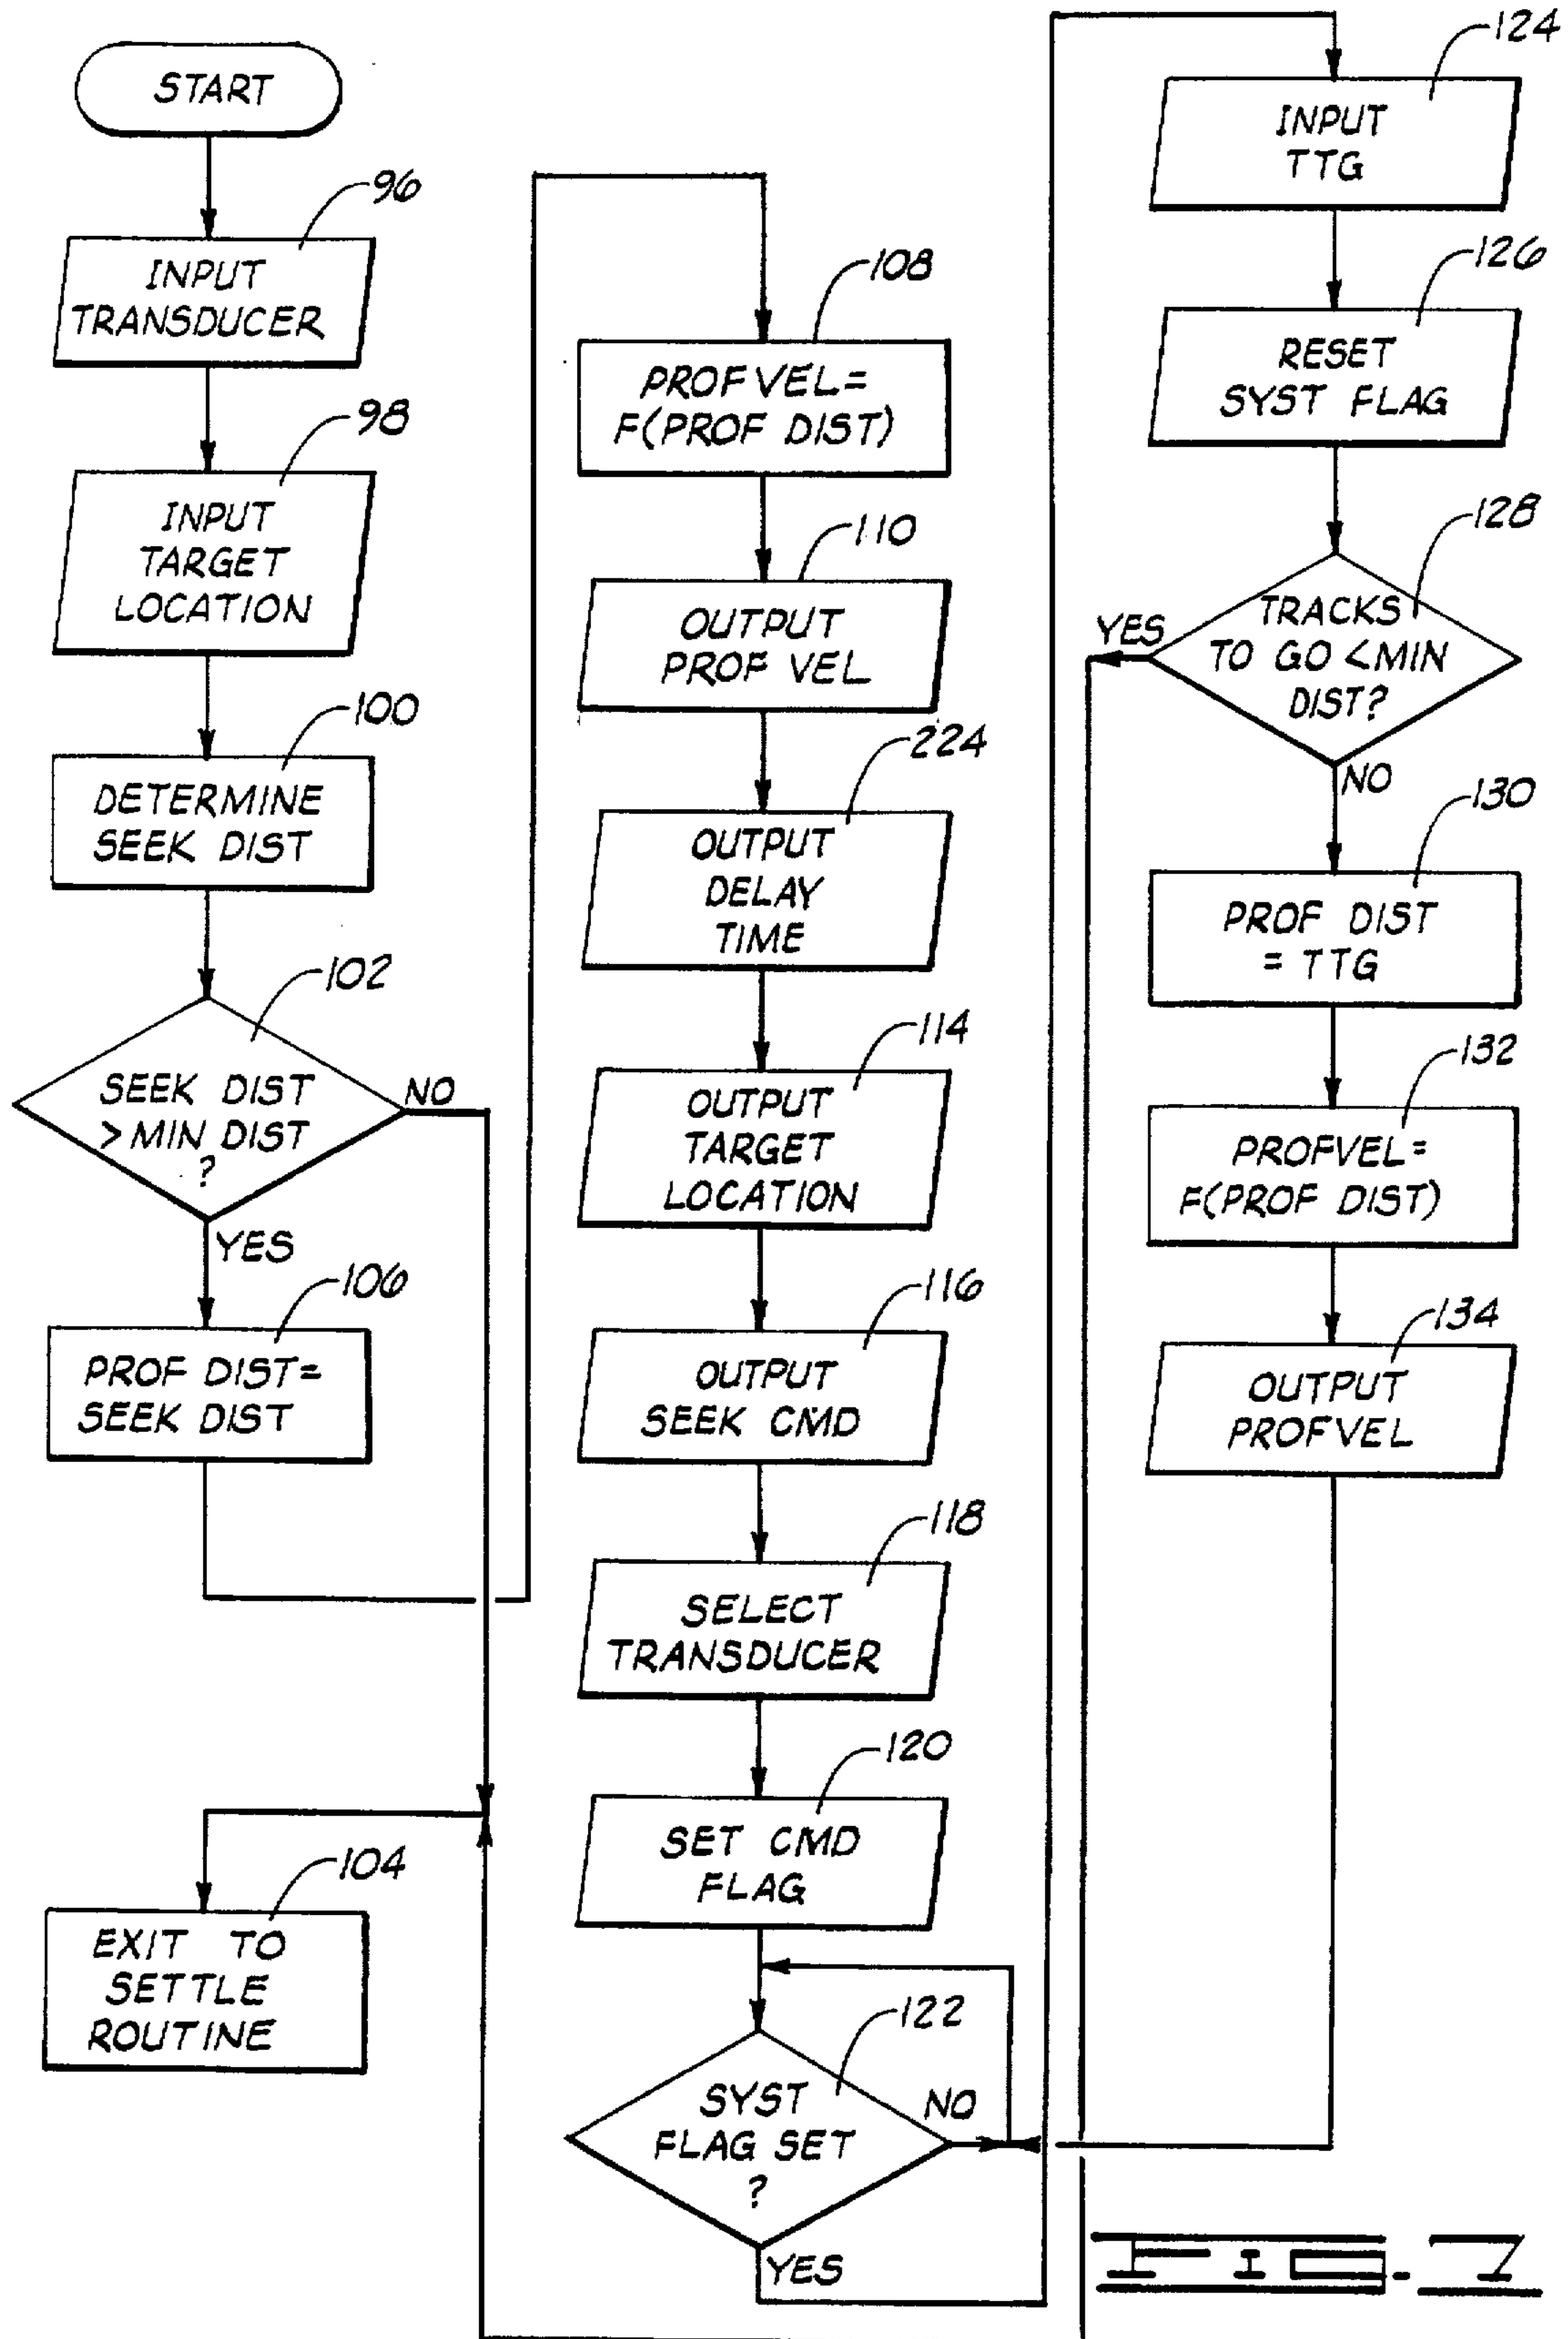 START
96
INPUT
TRANSDUCER
98
INPUT
TARGET
LOCATION
100
DETERMINE
SEEK DIST
102
SEEK DIST
> MIN DIST
?
NO
YES
106
PROF DIST=
SEEK DIST
104
EXIT TO
SETTLE
ROUTINE
108
PROFVEL=
F(PROF DIST)
110
OUTPUT
PROF VEL
224
OUTPUT
DELAY
TIME
114
OUTPUT
TARGET
LOCATION
116
OUTPUT
SEEK CMD
118
SELECT
TRANSDUCER
120
SET CMD
FLAG
122
SYST
FLAG SET
?
NO
YES
124
INPUT
TTG
126
RESET
SYST FLAG
128
TRACKS
TO GO <MIN
DIST?
YES
NO
130
PROF DIST
= TTG
132
PROFVEL=
F(PROF DIST)
134
OUTPUT
PROFVEL
FIG. 7